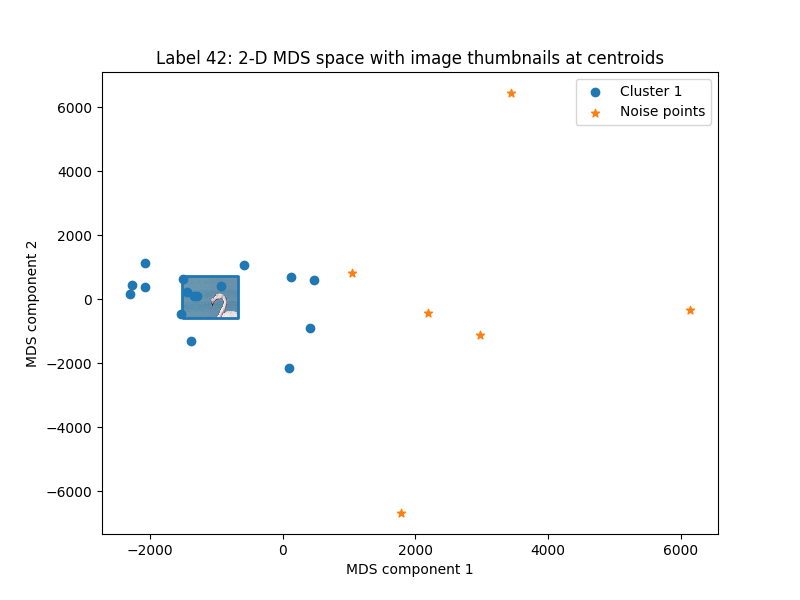 Label 42: 2-D MDS space with image thumbnails at centroids
Cluster 1
Noise points
6000
4000
2000
0
−2000
−4000
−6000
MDS component 2
−2000
0
2000
4000
6000
MDS component 1